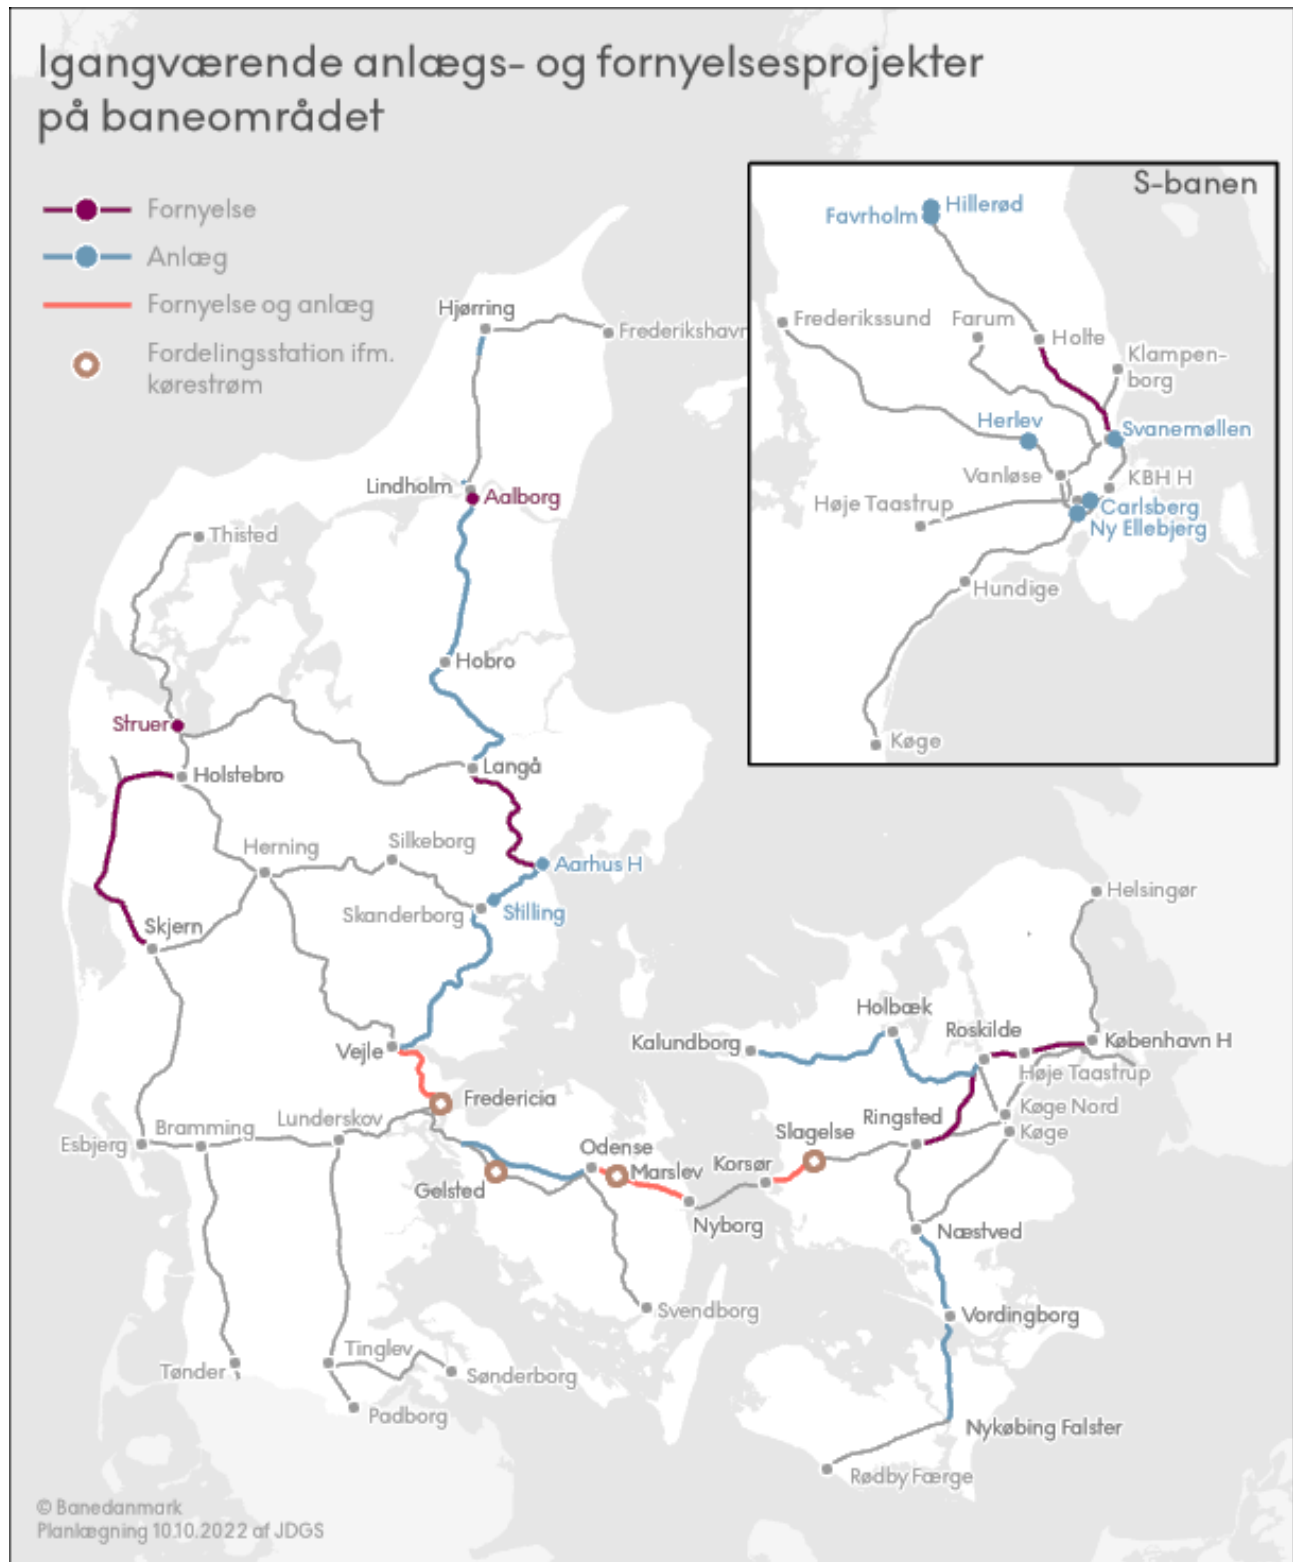 Igangværende anlægs- og fornyelsesprojekter
på baneområdet
Fornyelse
Anlæg
Fornyelse og anlæg
Fordelingsstation ifm.
kørestrøm
S-banen
Hillerød
Favrholm
Frederikssund
Farum
Holte
Klampen-
borg
Herlev
Svanemøllen
Vanløse
KBH H
Høje Taastrup
Carlsberg
Ny Ellebjerg
Hundige
Køge
Hjørring
Frederikshavn
Lindholm
Aalborg
Thisted
Hobro
Struer
Langå
Holstebro
Herning
Silkeborg
Aarhus H
Skanderborg
Stilling
Skjern
Vejle
Fredericia
Lunderskov
Bramming
Esbjerg
Gelsted
Odense
Marslev
Nyborg
Svendborg
Tønder
Tinglev
Sønderborg
Padborg
Helsingør
Holbæk
Roskilde
København H
Kalundborg
Høje Taastrup
Ringsted
Køge Nord
Køge
Slagelse
Korsør
Næstved
Vordingborg
Nykøbing Falster
Rødby Færge
© Banedanmark
Planlægning 10.10.2022 af JDGS